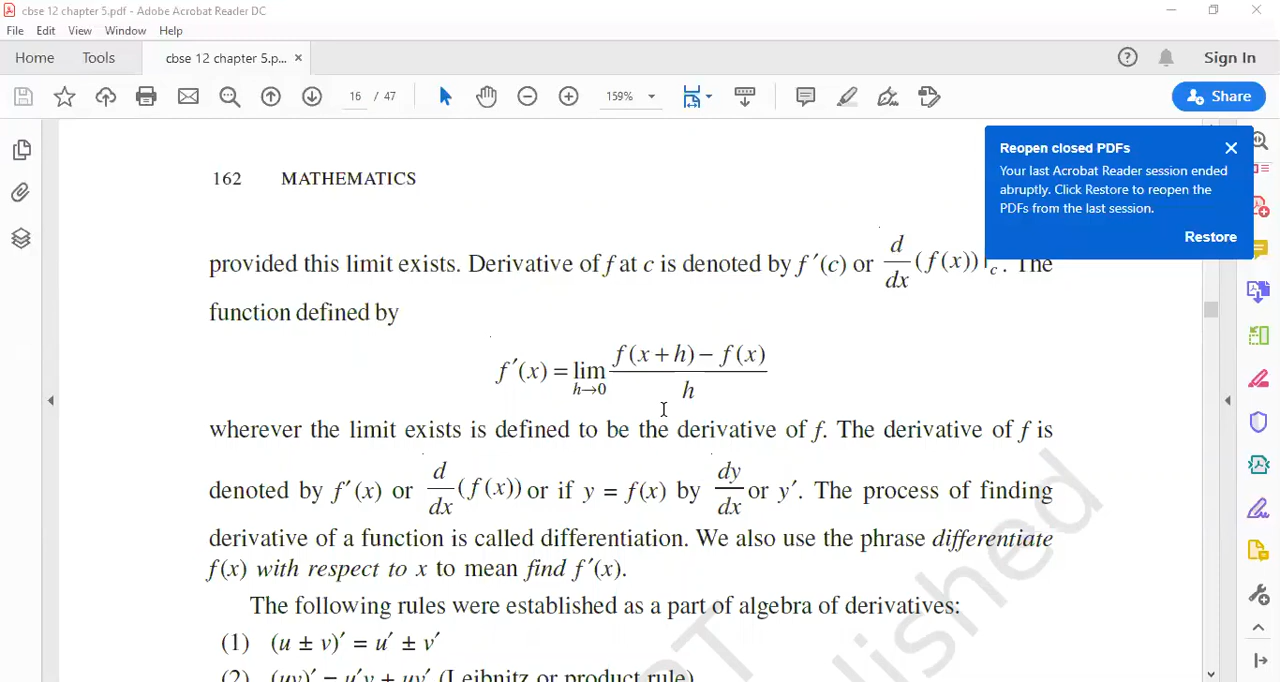 cbse 12 chapter 5.pdf - Adobe Acrobat Reader DC
File Edit View Window Help
Home Tools cbse 12 chapter 5.p... × Sign In
16 / 47 159% Share
Reopen closed PDFs
Your last Acrobat Reader session ended
abruptly. Click Restore to reopen the
PDFs from the last session.
Restore
162 MATHEMATICS
provided this limit exists. Derivative of f at c is denoted by f ′(c) or d/dx (f(x)) |c . The
function defined by
f ′(x) = lim h→0 (f(x + h) − f(x))/h
wherever the limit exists is defined to be the derivative of f. The derivative of f is
denoted by f ′(x) or d/dx (f(x)) or if y = f(x) by dy/dx or y′. The process of finding
derivative of a function is called differentiation. We also use the phrase differentiate
f(x) with respect to x to mean find f ′(x).
The following rules were established as a part of algebra of derivatives:
(1) (u ± v)′ = u′ ± v′
(2) (uv)′ = u′v + uv′ (Leibnitz or product rule)